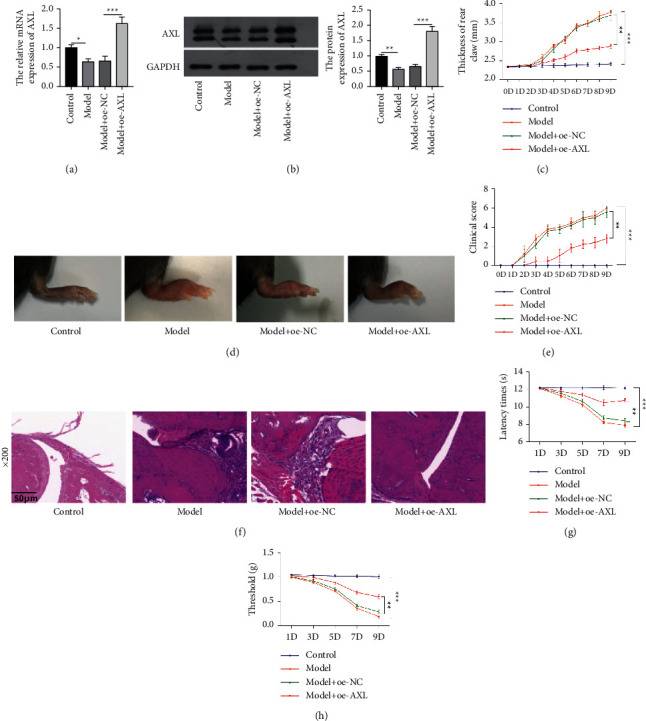 The relative mRNA
expression of AXL
2.0
1.5
1.0
0.5
0.0
*
***
Control
Model
Model+oe-NC
Model+oe-AXL
(a)
AXL
GAPDH
Control
Model
Model+oe-NC
Model+oe-AXL
The protein
expression of AXL
2.5
2.0
1.5
1.0
0.5
0.0
**
***
Control
Model
Model+oe-NC
Model+oe-AXL
(b)
Thickness of rear
claw (mm)
4.0
3.5
3.0
2.5
2.0
0D 1D 2D 3D 4D 5D 6D 7D 8D 9D
**
***
Control
Model
Model+oe-NC
Model+oe-AXL
(c)
Control
Model
Model+oe-NC
Model+oe-AXL
(d)
Clinical score
8
6
4
2
0
0D 1D 2D 3D 4D 5D 6D 7D 8D 9D
**
***
Control
Model
Model+oe-NC
Model+oe-AXL
(e)
×200
50μm
Control
Model
Model+oe-NC
Model+oe-AXL
(f)
Latency times (s)
14
12
10
8
6
1D 3D 5D 7D 9D
**
***
Control
Model
Model+oe-NC
Model+oe-AXL
(g)
Threshold (g)
1.5
1.0
0.5
0.0
1D 3D 5D 7D 9D
**
***
Control
Model
Model+oe-NC
Model+oe-AXL
(h)